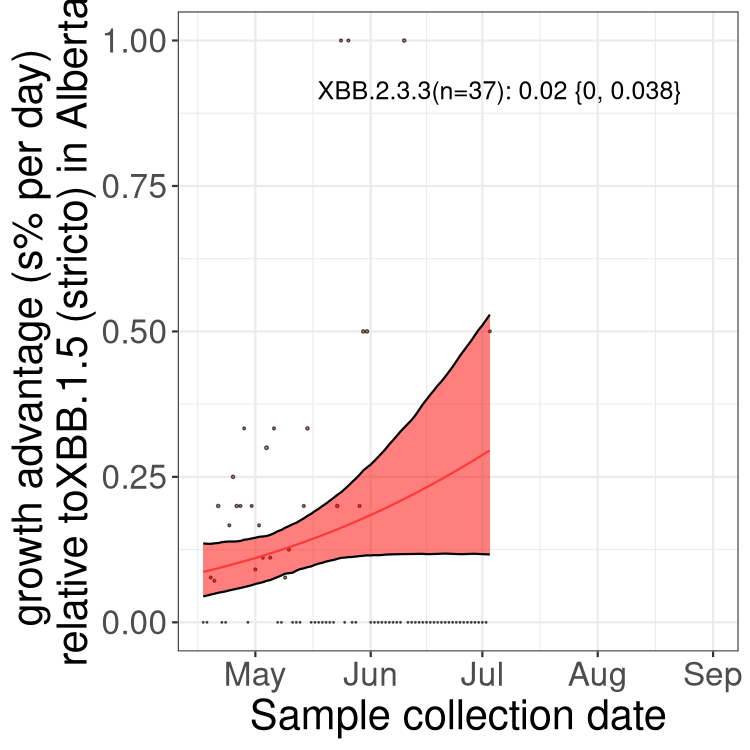 growth advantage (s% per day)
relative toXBB.1.5 (stricto) in Alberta
1.00
0.75
0.50
0.25
0.00
XBB.2.3.3(n=37): 0.02 {0, 0.038}
May Jun Jul Aug Sep
Sample collection date